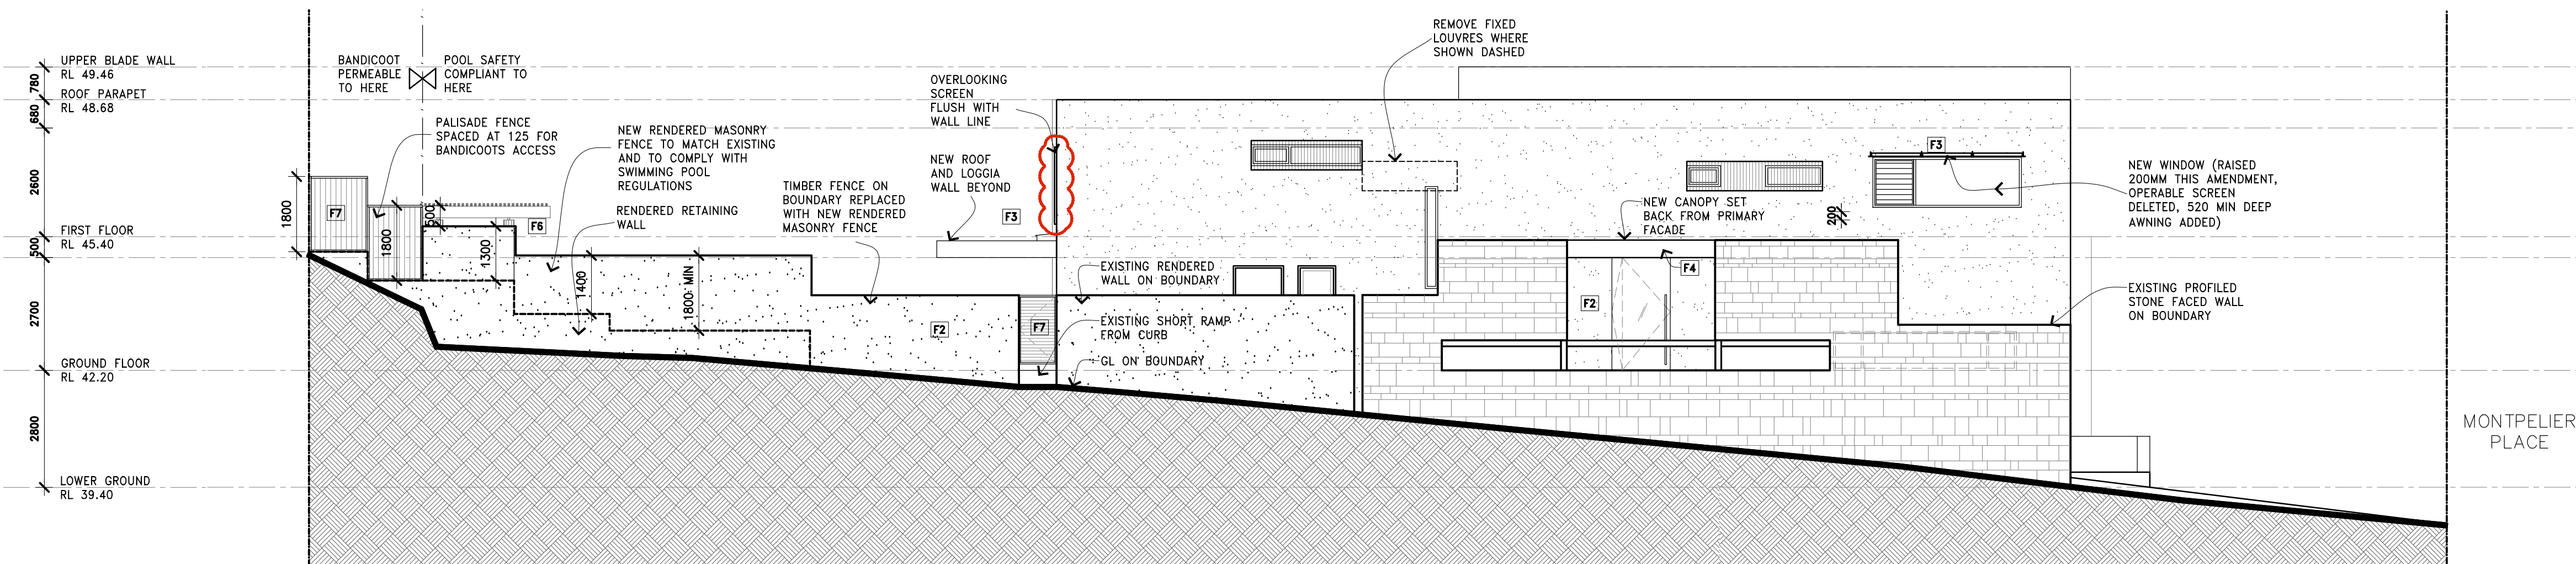 UPPER BLADE WALL
RL 49.46
780
ROOF PARAPET
RL 48.68
680
2600
FIRST FLOOR
RL 45.40
500
2700
GROUND FLOOR
RL 42.20
2800
LOWER GROUND
RL 39.40
BANDICOOT
PERMEABLE
TO HERE
POOL SAFETY
COMPLIANT TO
HERE
PALISADE FENCE
SPACED AT 125 FOR
BANDICOOTS ACCESS
1800
F7
1800
500
F6
1300
NEW RENDERED MASONRY
FENCE TO MATCH EXISTING
AND TO COMPLY WITH
SWIMMING POOL
REGULATIONS
RENDERED RETAINING
WALL
1400
1800 MIN
TIMBER FENCE ON
BOUNDARY REPLACED
WITH NEW RENDERED
MASONRY FENCE
F2
OVERLOOKING
SCREEN
FLUSH WITH
WALL LINE
NEW ROOF
AND LOGGIA
WALL BEYOND
F3
F7
EXISTING RENDERED
WALL ON BOUNDARY
EXISTING SHORT RAMP
FROM CURB
GL ON BOUNDARY
REMOVE FIXED
LOUVRES WHERE
SHOWN DASHED
NEW CANOPY SET
BACK FROM PRIMARY
FACADE
F4
F2
200
F3
NEW WINDOW (RAISED
200MM THIS AMENDMENT,
OPERABLE SCREEN
DELETED, 520 MIN DEEP
AWNING ADDED)
EXISTING PROFILED
STONE FACED WALL
ON BOUNDARY
MONTPELIER
PLACE